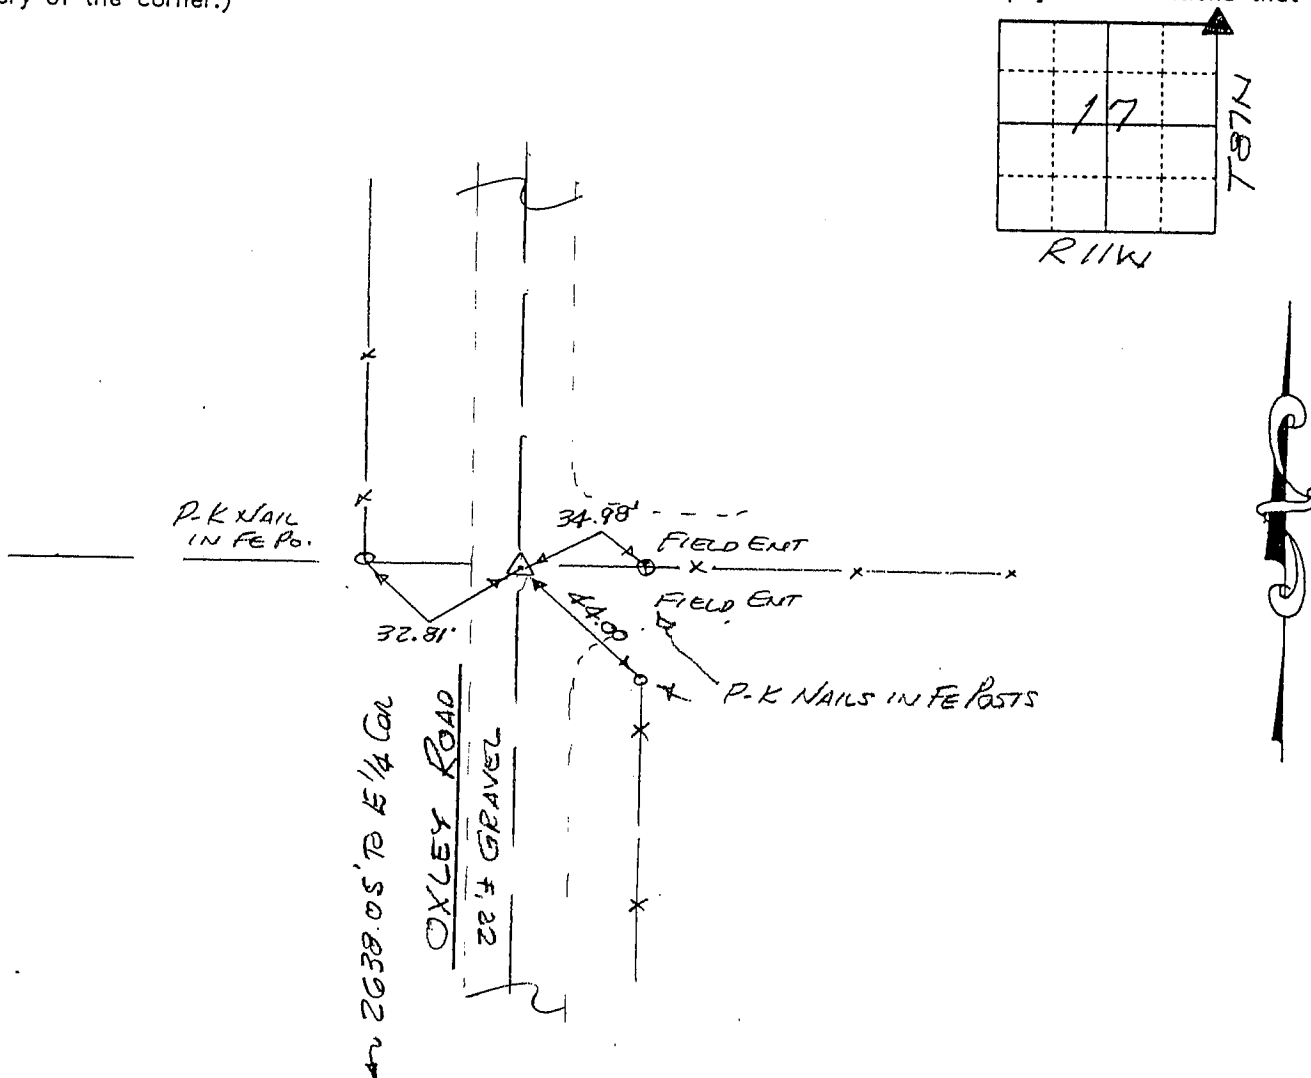 ory of the corner.)
17
T87N
R11W
P-K NAIL
IN FE PO.
34.98'
FIELD ENT
FIELD ENT
32.81'
44.00
P-K NAILS IN FE POSTS
2638.05' TO E 1/4 COR
OXLEY ROAD
22'± GRAVEL